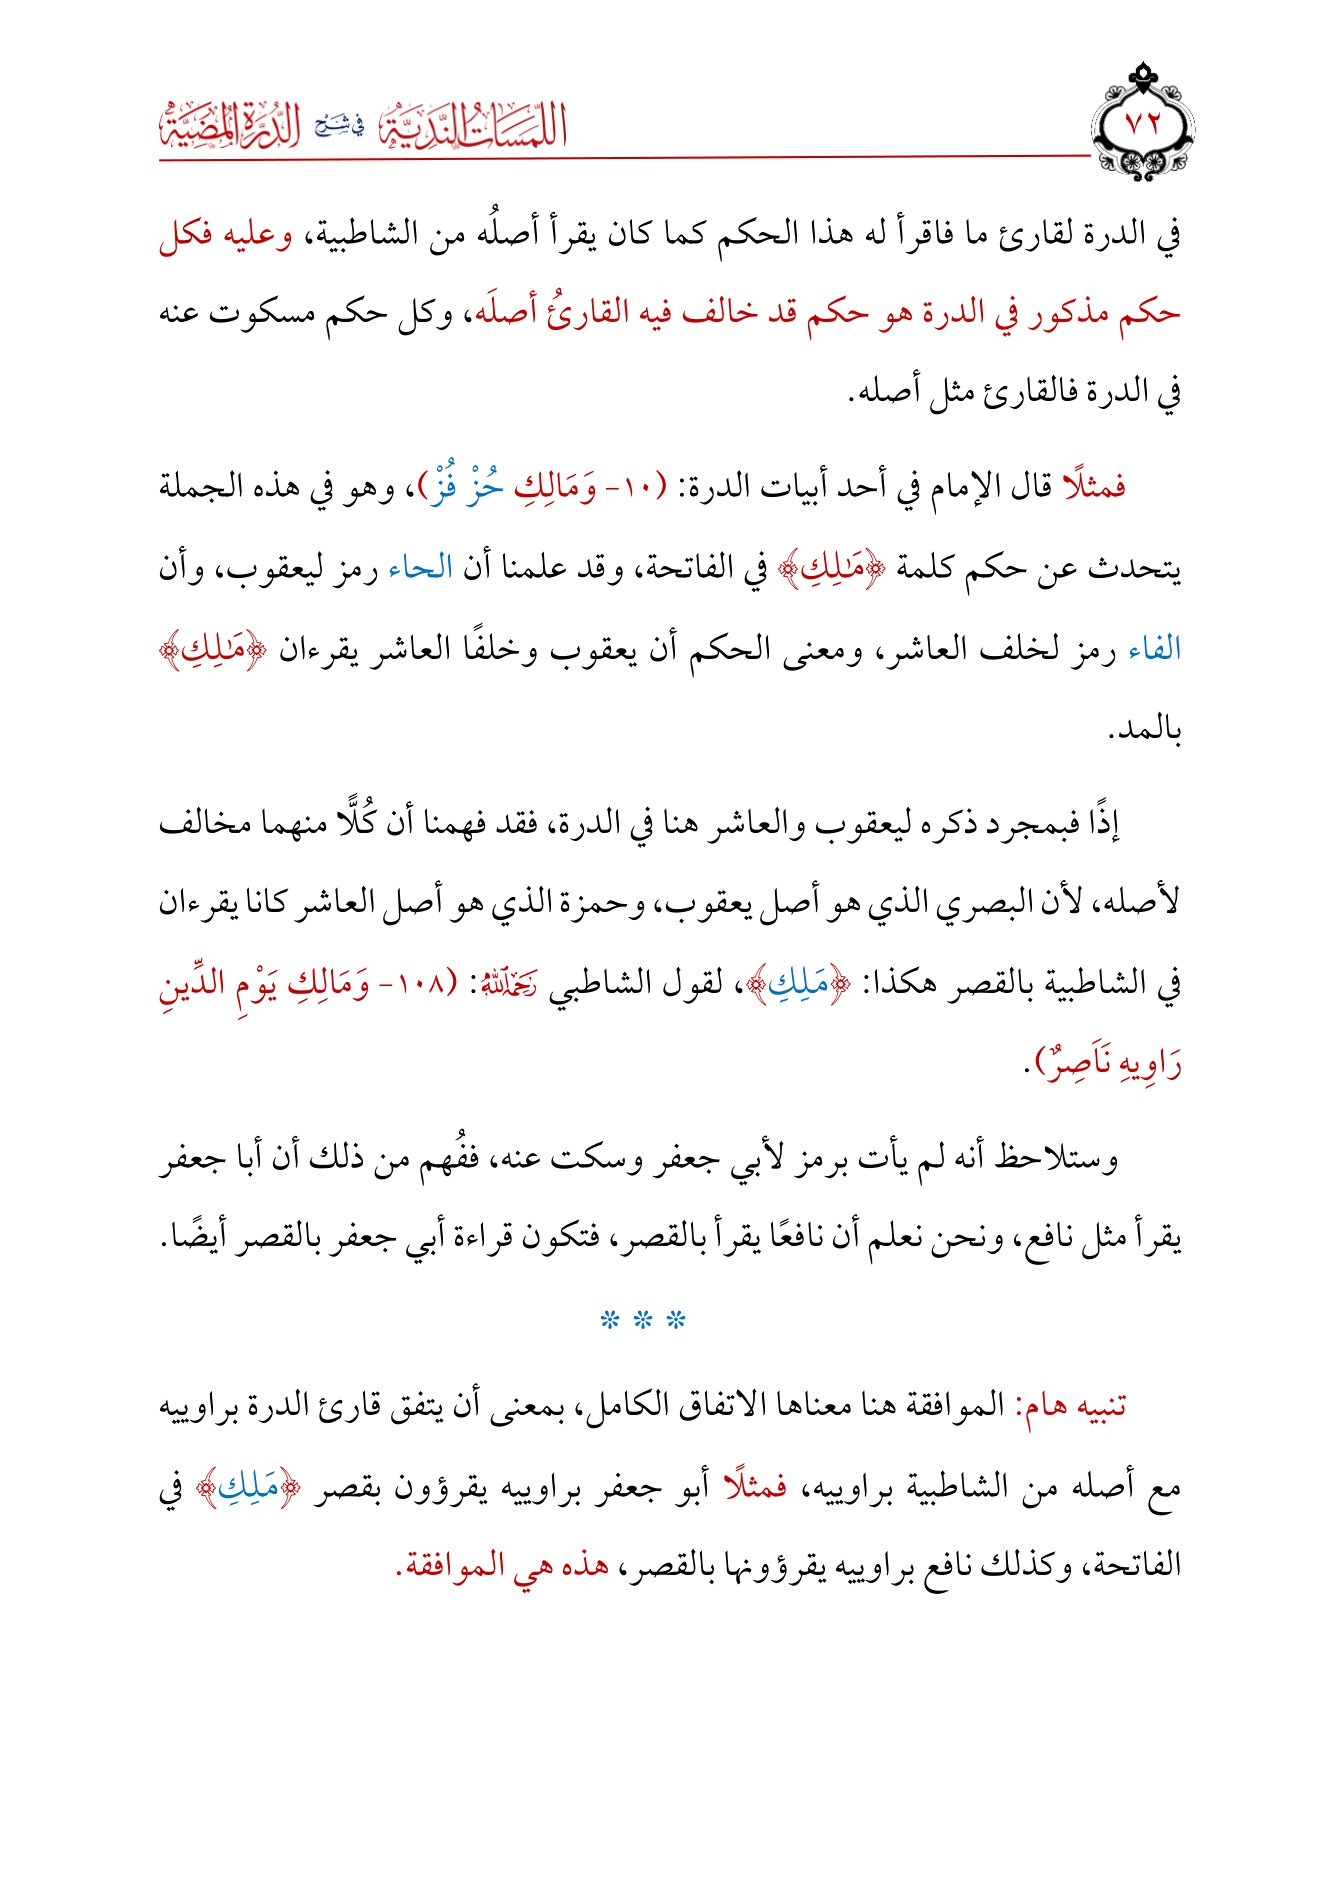 ٧٢
اللَّمَسَاتُ النَّدِيَّةُ في شَرْحِ الدُّرَّةِ المُضِيَّةِ
في الدرة لقارئ ما فاقرأ له هذا الحكم كما كان يقرأ أصلُه من الشاطبية، وعليه فكل
حكم مذكور في الدرة هو حكم قد خالف فيه القارئُ أصلَه، وكل حكم مسكوت عنه
في الدرة فالقارئ مثل أصله.
فمثلًا قال الإمام في أحد أبيات الدرة: (١٠- وَمَالِكِ حُزْ فُزْ)، وهو في هذه الجملة
يتحدث عن حكم كلمة ﴿مَٰلِكِ﴾ في الفاتحة، وقد علمنا أن الحاء رمز ليعقوب، وأن
الفاء رمز لخلف العاشر، ومعنى الحكم أن يعقوب وخلفًا العاشر يقرءان ﴿مَٰلِكِ﴾
بالمد.
إذًا فبمجرد ذكره ليعقوب والعاشر هنا في الدرة، فقد فهمنا أن كُلًّا منهما مخالف
لأصله، لأن البصري الذي هو أصل يعقوب، وحمزة الذي هو أصل العاشر كانا يقرءان
في الشاطبية بالقصر هكذا: ﴿مَلِكِ﴾، لقول الشاطبي رَحِمَهُ ٱللَّهُ: (١٠٨- وَمَالِكِ يَوْمِ الدِّينِ
رَاوِيهِ نَاصِرٌ).
وستلاحظ أنه لم يأت برمز لأبي جعفر وسكت عنه، ففُهم من ذلك أن أبا جعفر
يقرأ مثل نافع، ونحن نعلم أن نافعًا يقرأ بالقصر، فتكون قراءة أبي جعفر بالقصر أيضًا.
* * *
تنبيه هام: الموافقة هنا معناها الاتفاق الكامل، بمعنى أن يتفق قارئ الدرة براوييه
مع أصله من الشاطبية براوييه، فمثلًا أبو جعفر براوييه يقرؤون بقصر ﴿مَلِكِ﴾ في
الفاتحة، وكذلك نافع براوييه يقرؤونها بالقصر، هذه هي الموافقة.